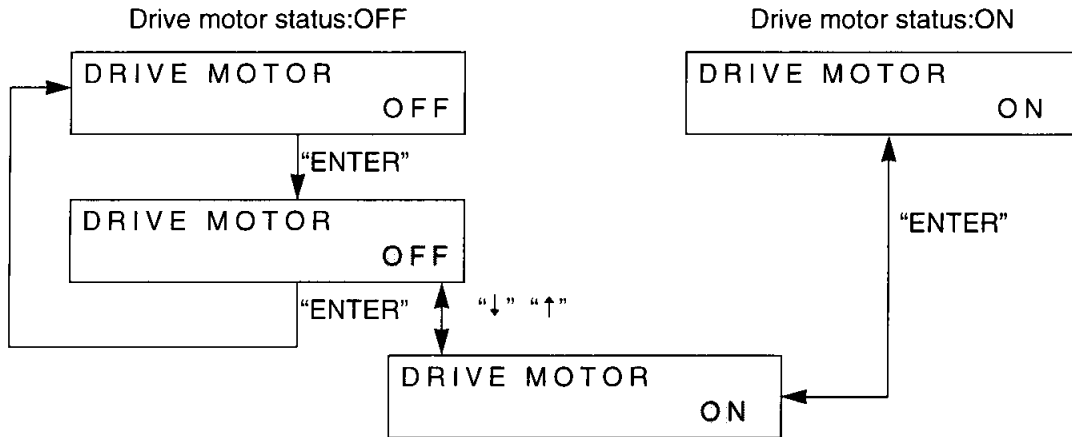 Drive motor status:OFF
DRIVE MOTOR
OFF
“ENTER”
DRIVE MOTOR
OFF
“ENTER” “↓” “↑”
Drive motor status:ON
DRIVE MOTOR
ON
“ENTER”
DRIVE MOTOR
ON